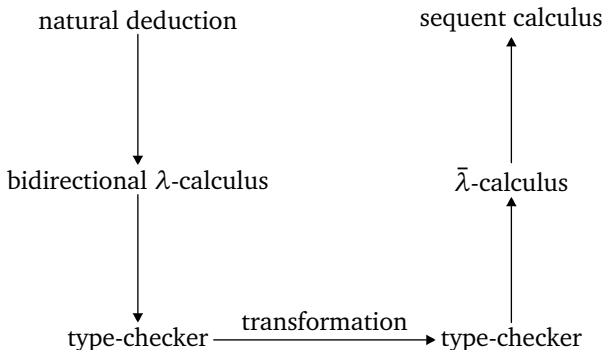 natural deduction sequent calculus
bidirectional λ-calculus λ̄-calculus
transformation
type-checker type-checker